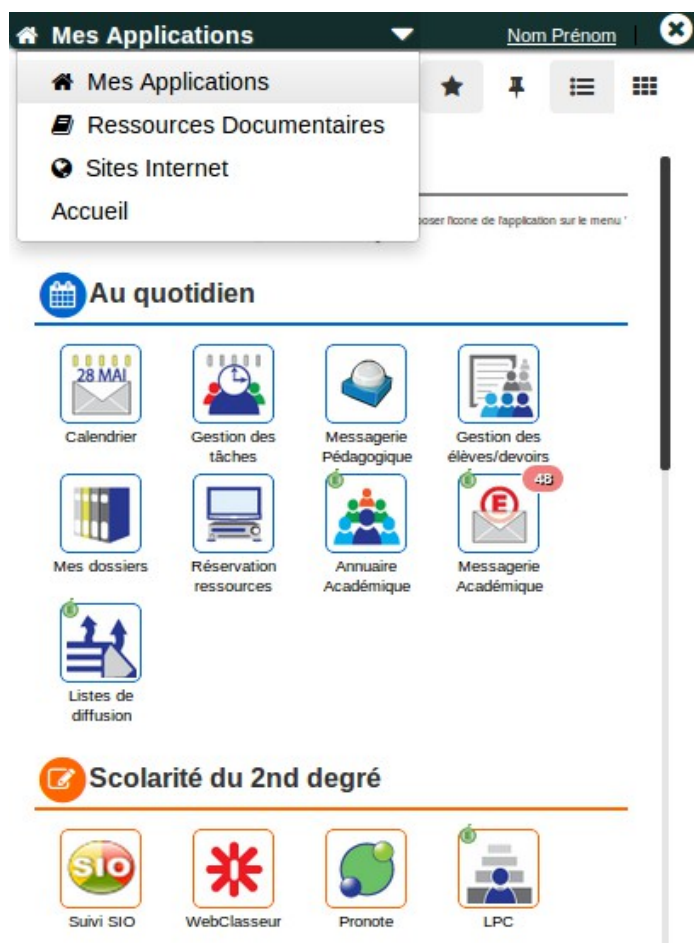 Mes Applications
Nom Prénom
Mes Applications
Ressources Documentaires
Sites Internet
Accueil
poser l'icone de l'application sur le menu '
Au quotidien
28 MAI
Calendrier
Gestion des
tâches
Messagerie
Pédagogique
Gestion des
élèves/devoirs
48
E
Mes dossiers
Réservation
ressources
Annuaire
Académique
Messagerie
Académique
Listes de
diffusion
Scolarité du 2nd degré
SIO
Suivi SIO
WebClasseur
Pronote
LPC